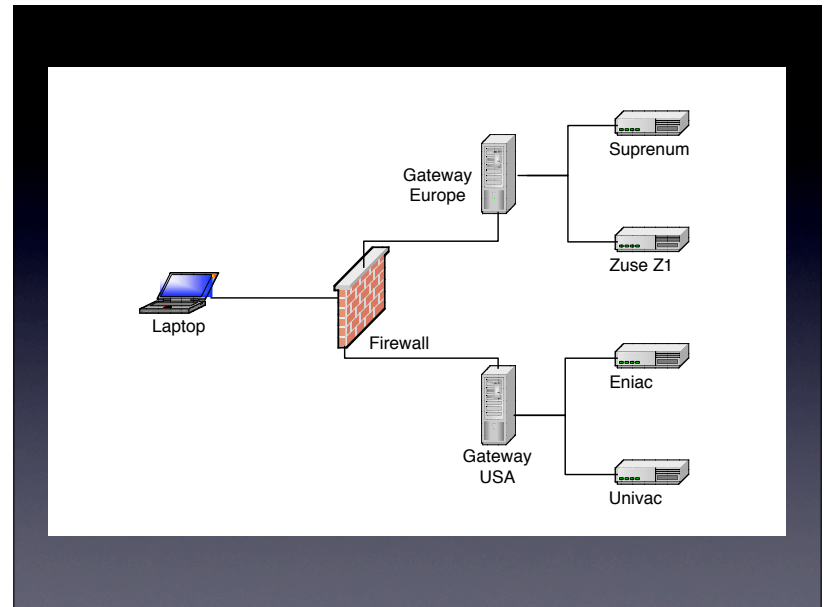 Suprenum
Gateway
Europe
Zuse Z1
Laptop
Firewall
Eniac
Gateway
USA
Univac